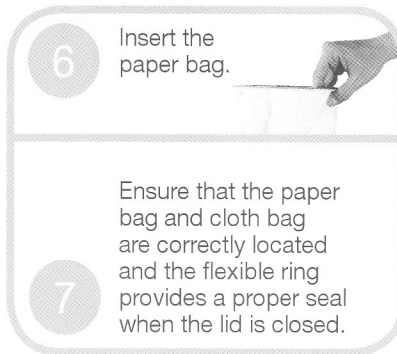 6
Insert the
paper bag.
7
Ensure that the paper
bag and cloth bag
are correctly located
and the flexible ring
provides a proper seal
when the lid is closed.